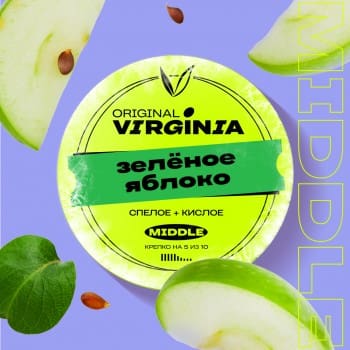 ORIGINAL
VIRGINIA
зелёное
яблоко
СПЕЛОЕ + КИСЛОЕ
MIDDLE
КРЕПКО НА 5 ИЗ 10
MIDDLE